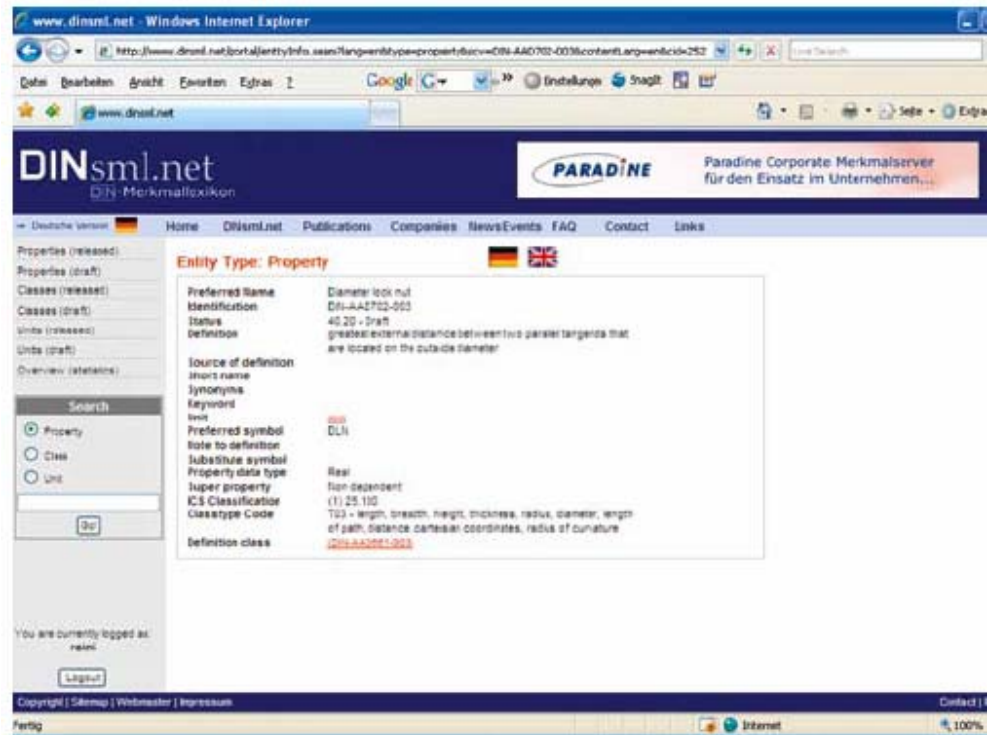 www.dinsml.net - Windows Internet Explorer
Datei Bearbeiten Ansicht Favoriten Extras ?
Google
Einstellungen
SnagIt
www.dinsml.net
Seite
DINsml.net
DIN-Merkmallexikon
PARADINE
Paradine Corporate Merkmalserver
für den Einsatz im Unternehmen...
Deutsche Version
Home DINsml.net Publications Companies News/Events FAQ Contact Links
Properties (released)
Properties (draft)
Classes (released)
Classes (draft)
Units (released)
Units (draft)
Overview (statistics)
Search
Property
Class
Unit
Go!
You are currently logged as:
Logout
Entity Type: Property
Preferred Name Diameter lock nut
Identification
Status 40.20 - Draft
Definition greatest external distance between two parallel tangents that
are located on the outside diameter
Source of definition
Short name
Synonyms
Keyword
Unit
Preferred symbol DLN
Note to definition
Substitute symbol
Property data type Real
Super property Non dependent
ICS Classification
Classtype Code T03 - length, breadth, height, thickness, radius, diameter, length
of path, distance, cartesian coordinates, radius of curvature
Definition class
Copyright | Sitemap | Webmaster | Impressum
Contact |
Fertig
Internet
100%